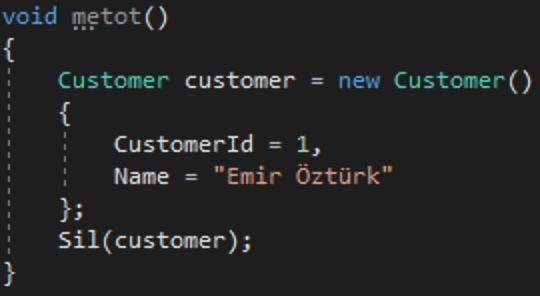 void metot()
{
Customer customer = new Customer()
{
CustomerId = 1,
Name = "Emir Öztürk"
};
Sil(customer);
}